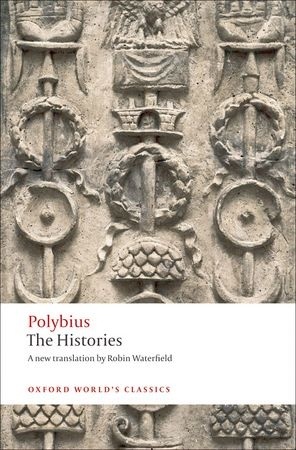 Polybius
The Histories
A new translation by Robin Waterfield
OXFORD WORLD'S CLASSICS